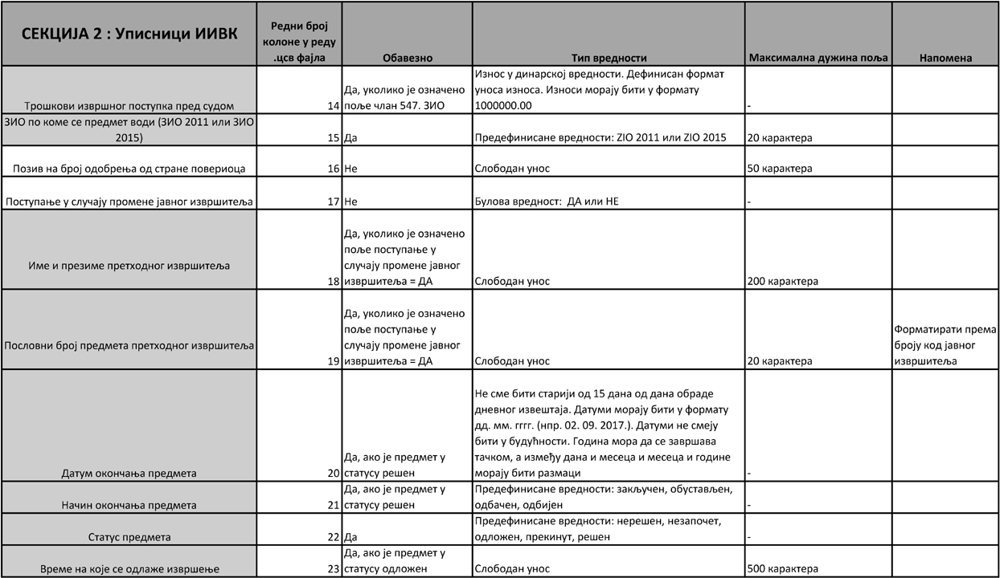 СЕКЦИЈА 2 : Уписници ИИВК
Редни број
колоне у реду
.цсв фајла
Обавезно
Тип вредности
Максимална дужина поља
Напомена
Трошкови извршног поступка пред судом
14
Да, уколико је означено
поље члан 547. ЗИО
Износ у динарској вредности. Дефинисан формат
уноса износа. Износи морају бити у формату
1000000.00
-
ЗИО по коме се предмет води (ЗИО 2011 или ЗИО
2015)
15
Да
Предефинисане вредности: ZIO 2011 или ZIO 2015
20 карактера
Позив на број одобрења од стране повериоца
16
Не
Слободан унос
50 карактера
Поступање у случају промене јавног извршитеља
17
Не
Булова вредност:  ДА или НЕ
-
Име и презиме претходног извршитеља
18
Да, уколико је означено
поље поступање у
случају промене јавног
извршитеља = ДА
Слободан унос
200 карактера
Пословни број предмета претходног извршитеља
19
Да, уколико је означено
поље поступање у
случају промене јавног
извршитеља = ДА
Слободан унос
20 карактера
Форматирати према
броју код јавног
извршитеља
Датум окончања предмета
20
Да, ако је предмет у
статусу решен
Не сме бити старији од 15 дана од дана обраде
дневног извештаја. Датуми морају бити у формату
дд. мм. гггг. (нпр. 02. 09. 2017.). Датуми не смеју
бити у будућности. Година мора да се завршава
тачком, а између дана и месеца и месеца и године
морају бити размаци
-
Начин окончања предмета
21
Да, ако је предмет у
статусу решен
Предефинисане вредности: закључен, обустављен,
одбачен, одбијен
-
Статус предмета
22
Да
Предефинисане вредности: нерешен, незапочет,
одложен, прекинут, решен
-
Време на које се одлаже извршење
23
Да, ако је предмет у
статусу одложен
Слободан унос
500 карактера